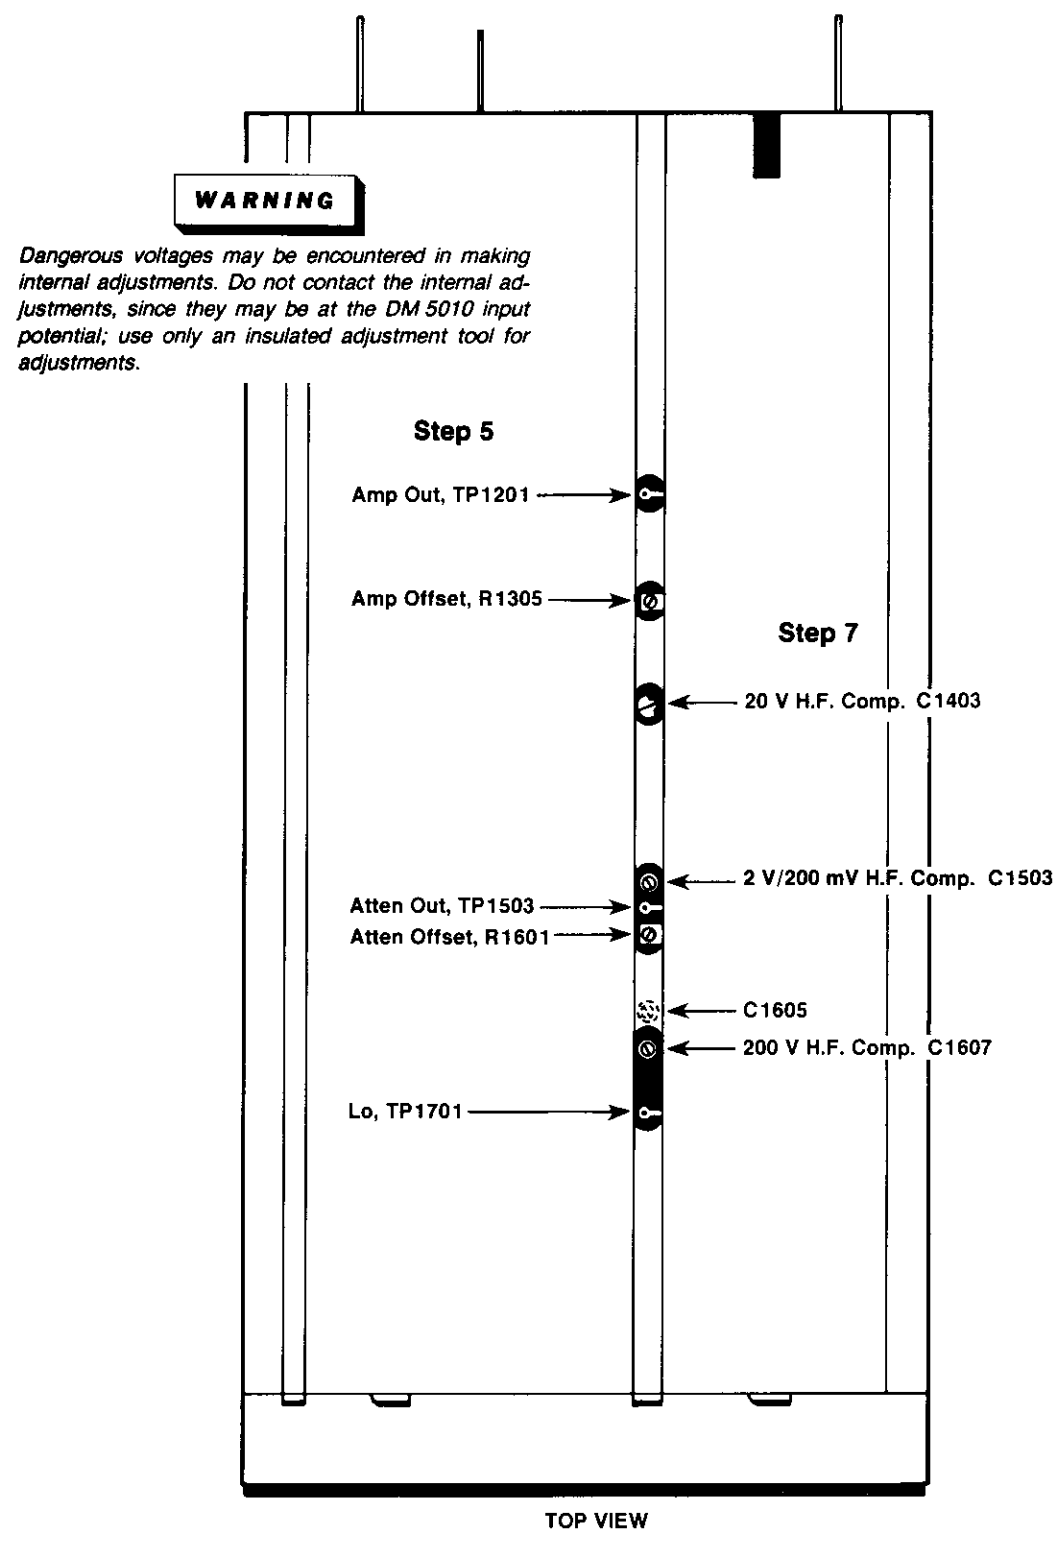 WARNING
Dangerous voltages may be encountered in making
internal adjustments. Do not contact the internal ad-
justments, since they may be at the DM 5010 input
potential; use only an insulated adjustment tool for
adjustments.
Step 5
Amp Out, TP1201
Amp Offset, R1305
Step 7
20 V H.F. Comp. C1403
2 V/200 mV H.F. Comp. C1503
Atten Out, TP1503
Atten Offset, R1601
C1605
200 V H.F. Comp. C1607
Lo, TP1701
TOP VIEW